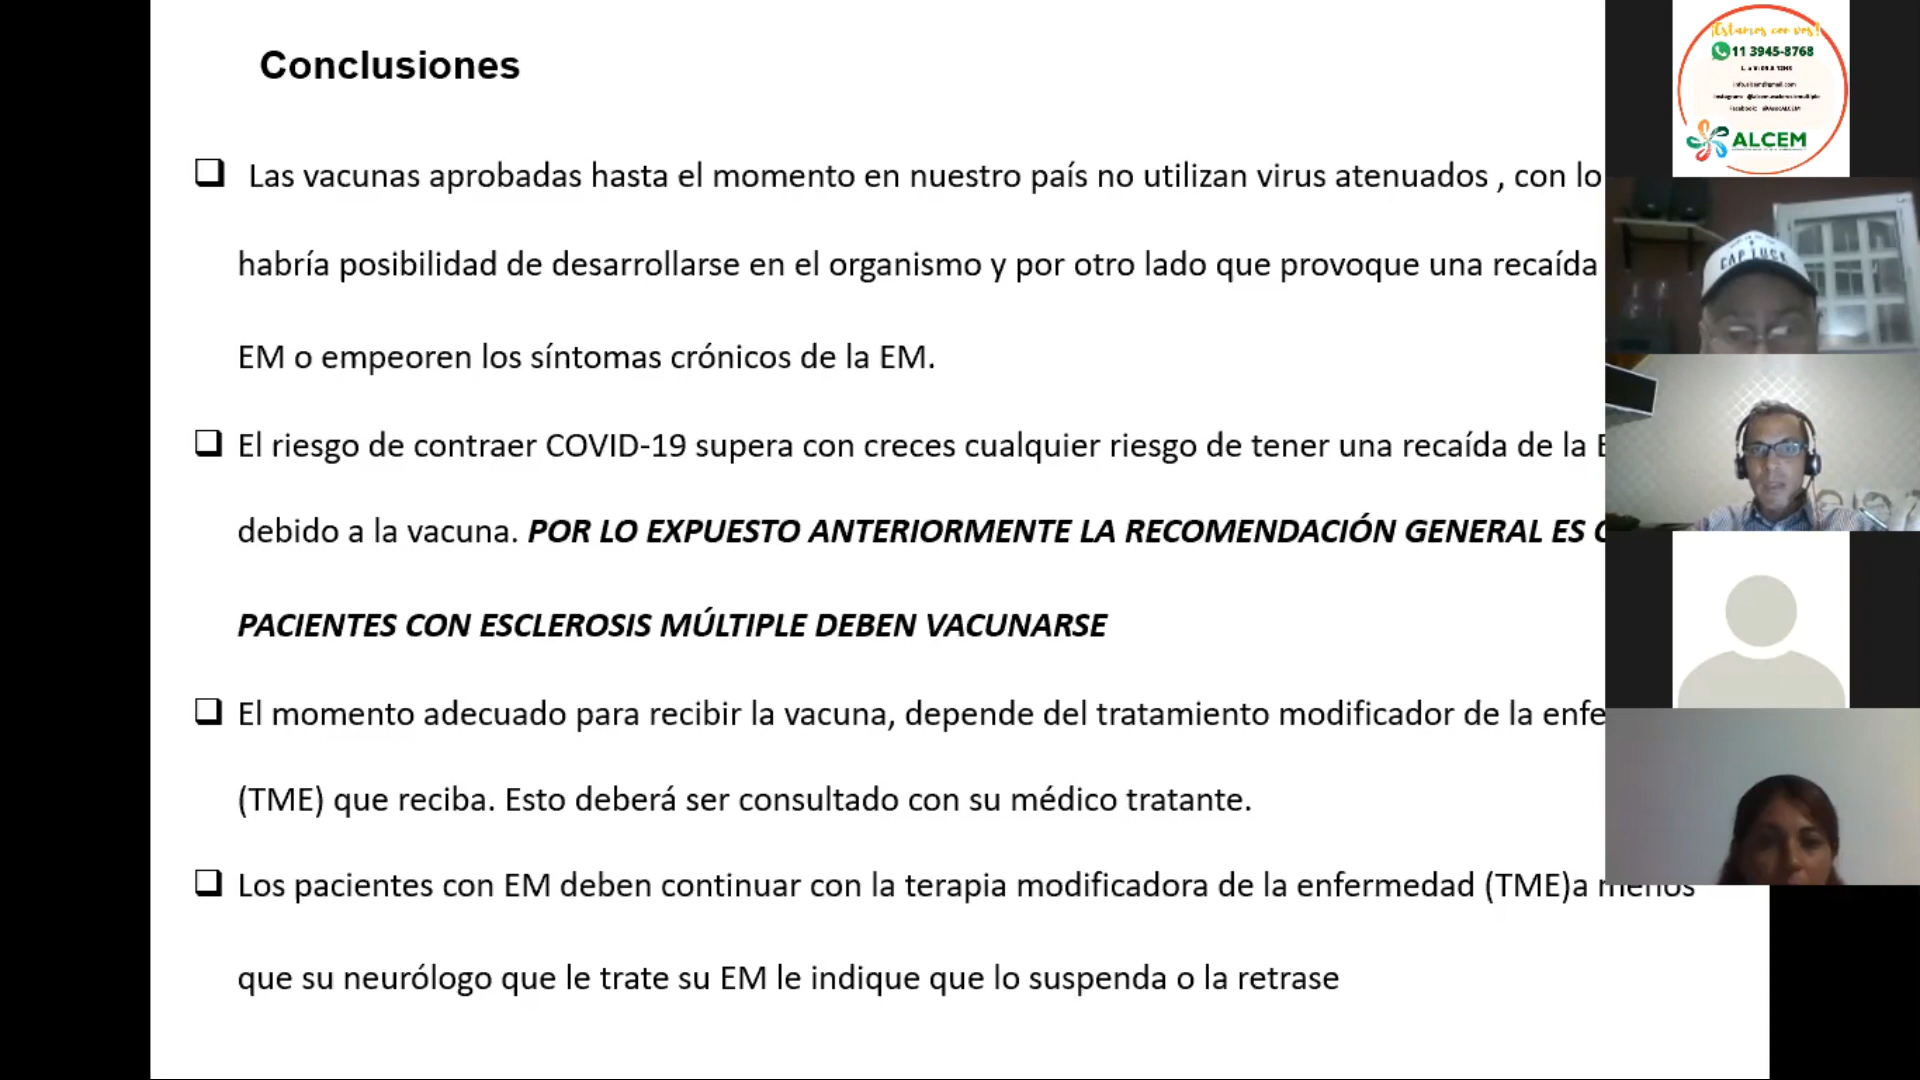 Conclusiones
Las vacunas aprobadas hasta el momento en nuestro país no utilizan virus atenuados , con lo
habría posibilidad de desarrollarse en el organismo y por otro lado que provoque una recaída
EM o empeoren los síntomas crónicos de la EM.
El riesgo de contraer COVID-19 supera con creces cualquier riesgo de tener una recaída de la
debido a la vacuna. POR LO EXPUESTO ANTERIORMENTE LA RECOMENDACIÓN GENERAL ES
PACIENTES CON ESCLEROSIS MÚLTIPLE DEBEN VACUNARSE
El momento adecuado para recibir la vacuna, depende del tratamiento modificador de la enfe
(TME) que reciba. Esto deberá ser consultado con su médico tratante.
Los pacientes con EM deben continuar con la terapia modificadora de la enfermedad (TME)a menos
que su neurólogo que le trate su EM le indique que lo suspenda o la retrase
¡Estamos con vos!
11 3945-8768
ALCEM
CAP LUCK